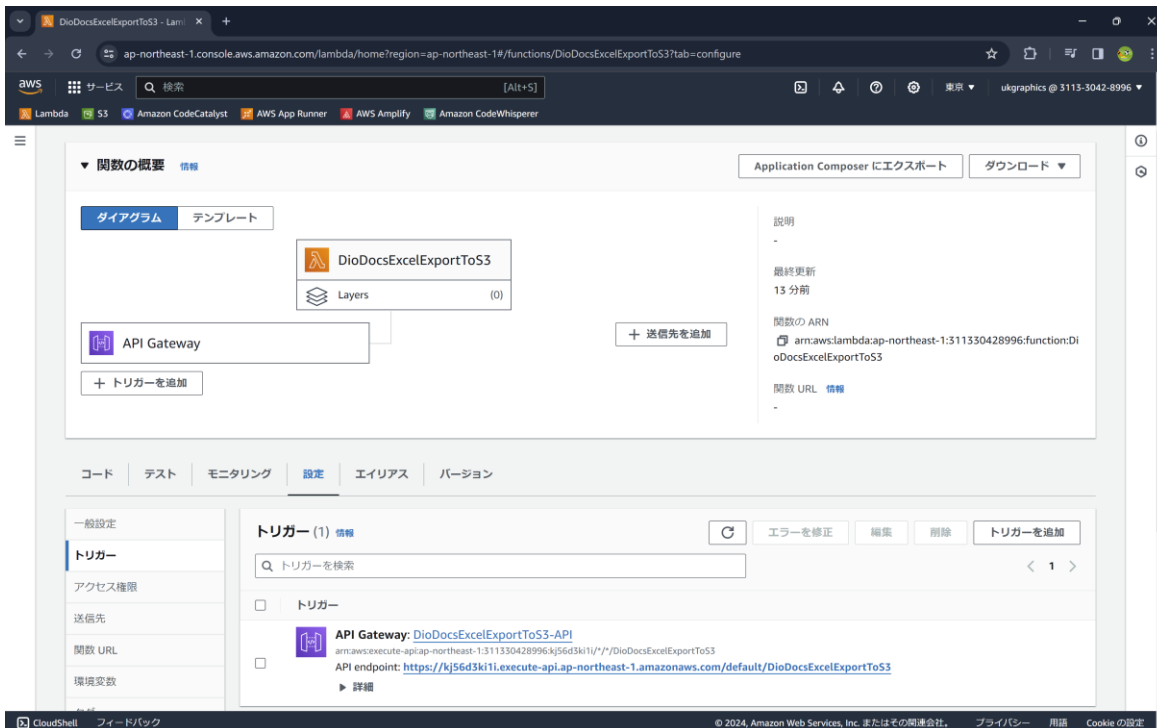 DioDocsExcelExportToS3 - Lam
ap-northeast-1.console.aws.amazon.com/lambda/home?region=ap-northeast-1#/functions/DioDocsExcelExportToS3?tab=configure
aws サービス 検索 [Alt+S] 東京 ▼ ukgraphics @ 3113-3042-8996 ▼
Lambda S3 Amazon CodeCatalyst AWS App Runner AWS Amplify Amazon CodeWhisperer
▼ 関数の概要 情報 Application Composer にエクスポート ダウンロード ▼
ダイアグラム テンプレート
DioDocsExcelExportToS3
Layers (0)
API Gateway
+ トリガーを追加
+ 送信先を追加
説明
-
最終更新
13 分前
関数の ARN
arn:aws:lambda:ap-northeast-1:311330428996:function:Di
oDocsExcelExportToS3
関数 URL 情報
-
コード テスト モニタリング 設定 エイリアス バージョン
一般設定
トリガー
アクセス権限
送信先
関数 URL
環境変数
トリガー (1) 情報 エラーを修正 編集 削除 トリガーを追加
トリガーを検索 < 1 >
トリガー
API Gateway: DioDocsExcelExportToS3-API
arn:aws:execute-api:ap-northeast-1:311330428996:kj56d3ki1i/*/*/DioDocsExcelExportToS3
API endpoint: https://kj56d3ki1i.execute-api.ap-northeast-1.amazonaws.com/default/DioDocsExcelExportToS3
▶ 詳細
CloudShell フィードバック © 2024, Amazon Web Services, Inc. またはその関連会社。 プライバシー 用語 Cookie の設定